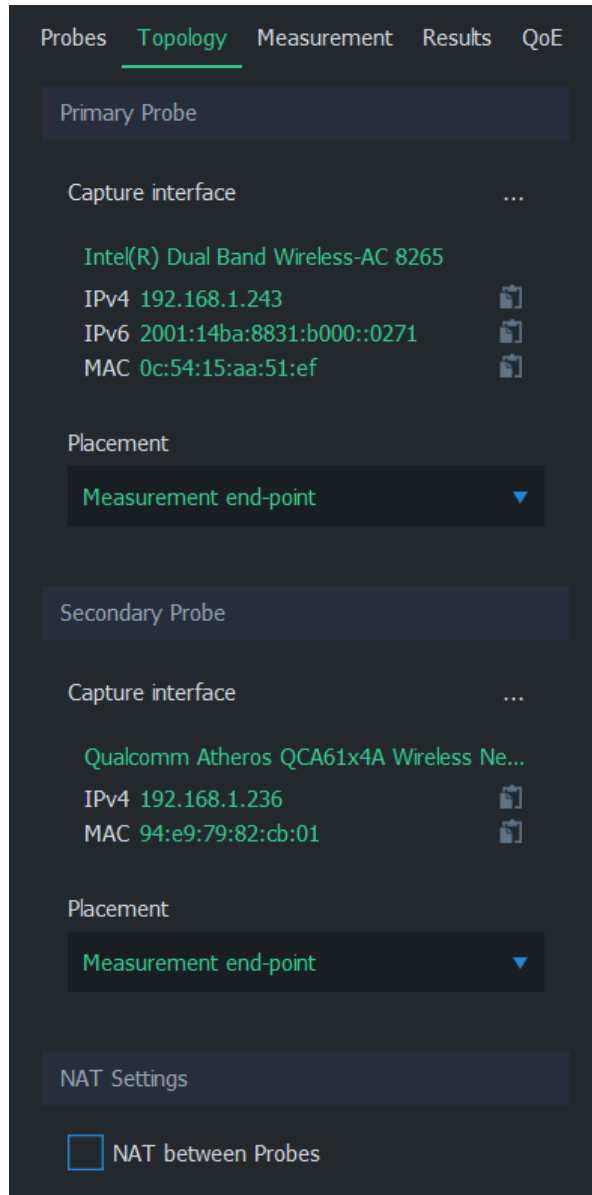 Probes Topology Measurement Results QoE
Primary Probe
Capture interface ...
Intel(R) Dual Band Wireless-AC 8265
IPv4 192.168.1.243
IPv6 2001:14ba:8831:b000::0271
MAC 0c:54:15:aa:51:ef
Placement
Measurement end-point
Secondary Probe
Capture interface ...
Qualcomm Atheros QCA61x4A Wireless Ne...
IPv4 192.168.1.236
MAC 94:e9:79:82:cb:01
Placement
Measurement end-point
NAT Settings
NAT between Probes